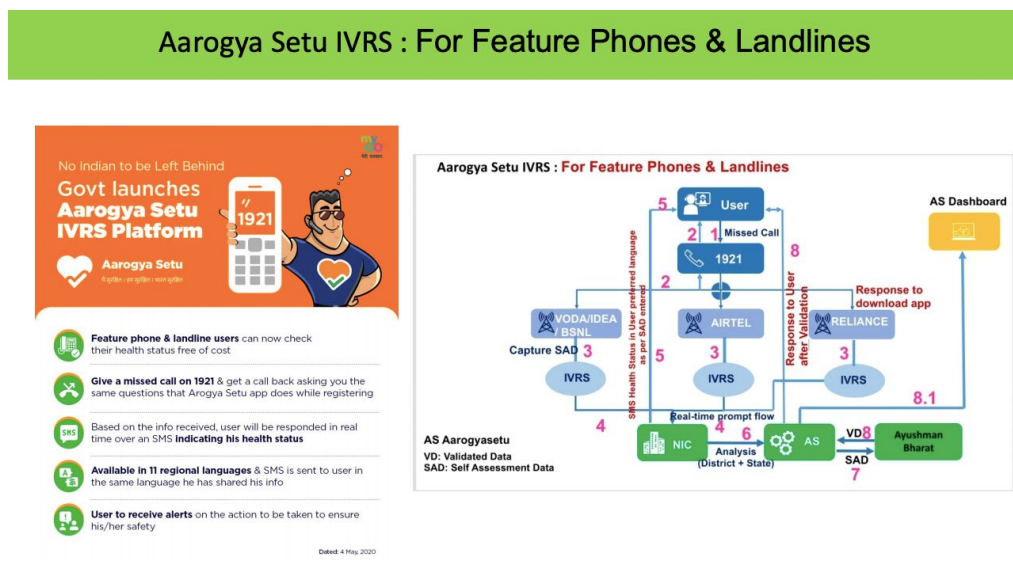 Aarogya Setu IVRS : For Feature Phones & Landlines
my
No Indian to be Left Behind
Govt launches
Aarogya Setu
IVRS Platform
1921
Aarogya Setu
मैं सुरक्षित । हम सुरक्षित । भारत सुरक्षित
Feature phone & landline users can now check
their health status free of cost
Give a missed call on 1921 & get a call back asking you the
same questions that Arogya Setu app does while registering
SMS
Based on the info received, user will be responded in real
time over an SMS indicating his health status
Available in 11 regional languages & SMS is sent to user in
the same language he has shared his info
User to receive alerts on the action to be taken to ensure
his/her safety
Dated: 4 May, 2020
Aarogya Setu IVRS : For Feature Phones & Landlines
User
5
2
1
Missed Call
1921
8
AS Dashboard
2
Response to
download app
VODA/IDEA
/ BSNL
AIRTEL
RELIANCE
SMS Health Status in User preferred language
as per SAD entered
Response to User
after Validation
Capture SAD
3
5
3
3
IVRS
IVRS
IVRS
8.1
4
Real-time prompt flow
4
NIC
6
Analysis
(District + State)
AS
VD
8
SAD
7
Ayushman
Bharat
AS Aarogyasetu
VD: Validated Data
SAD: Self Assessment Data